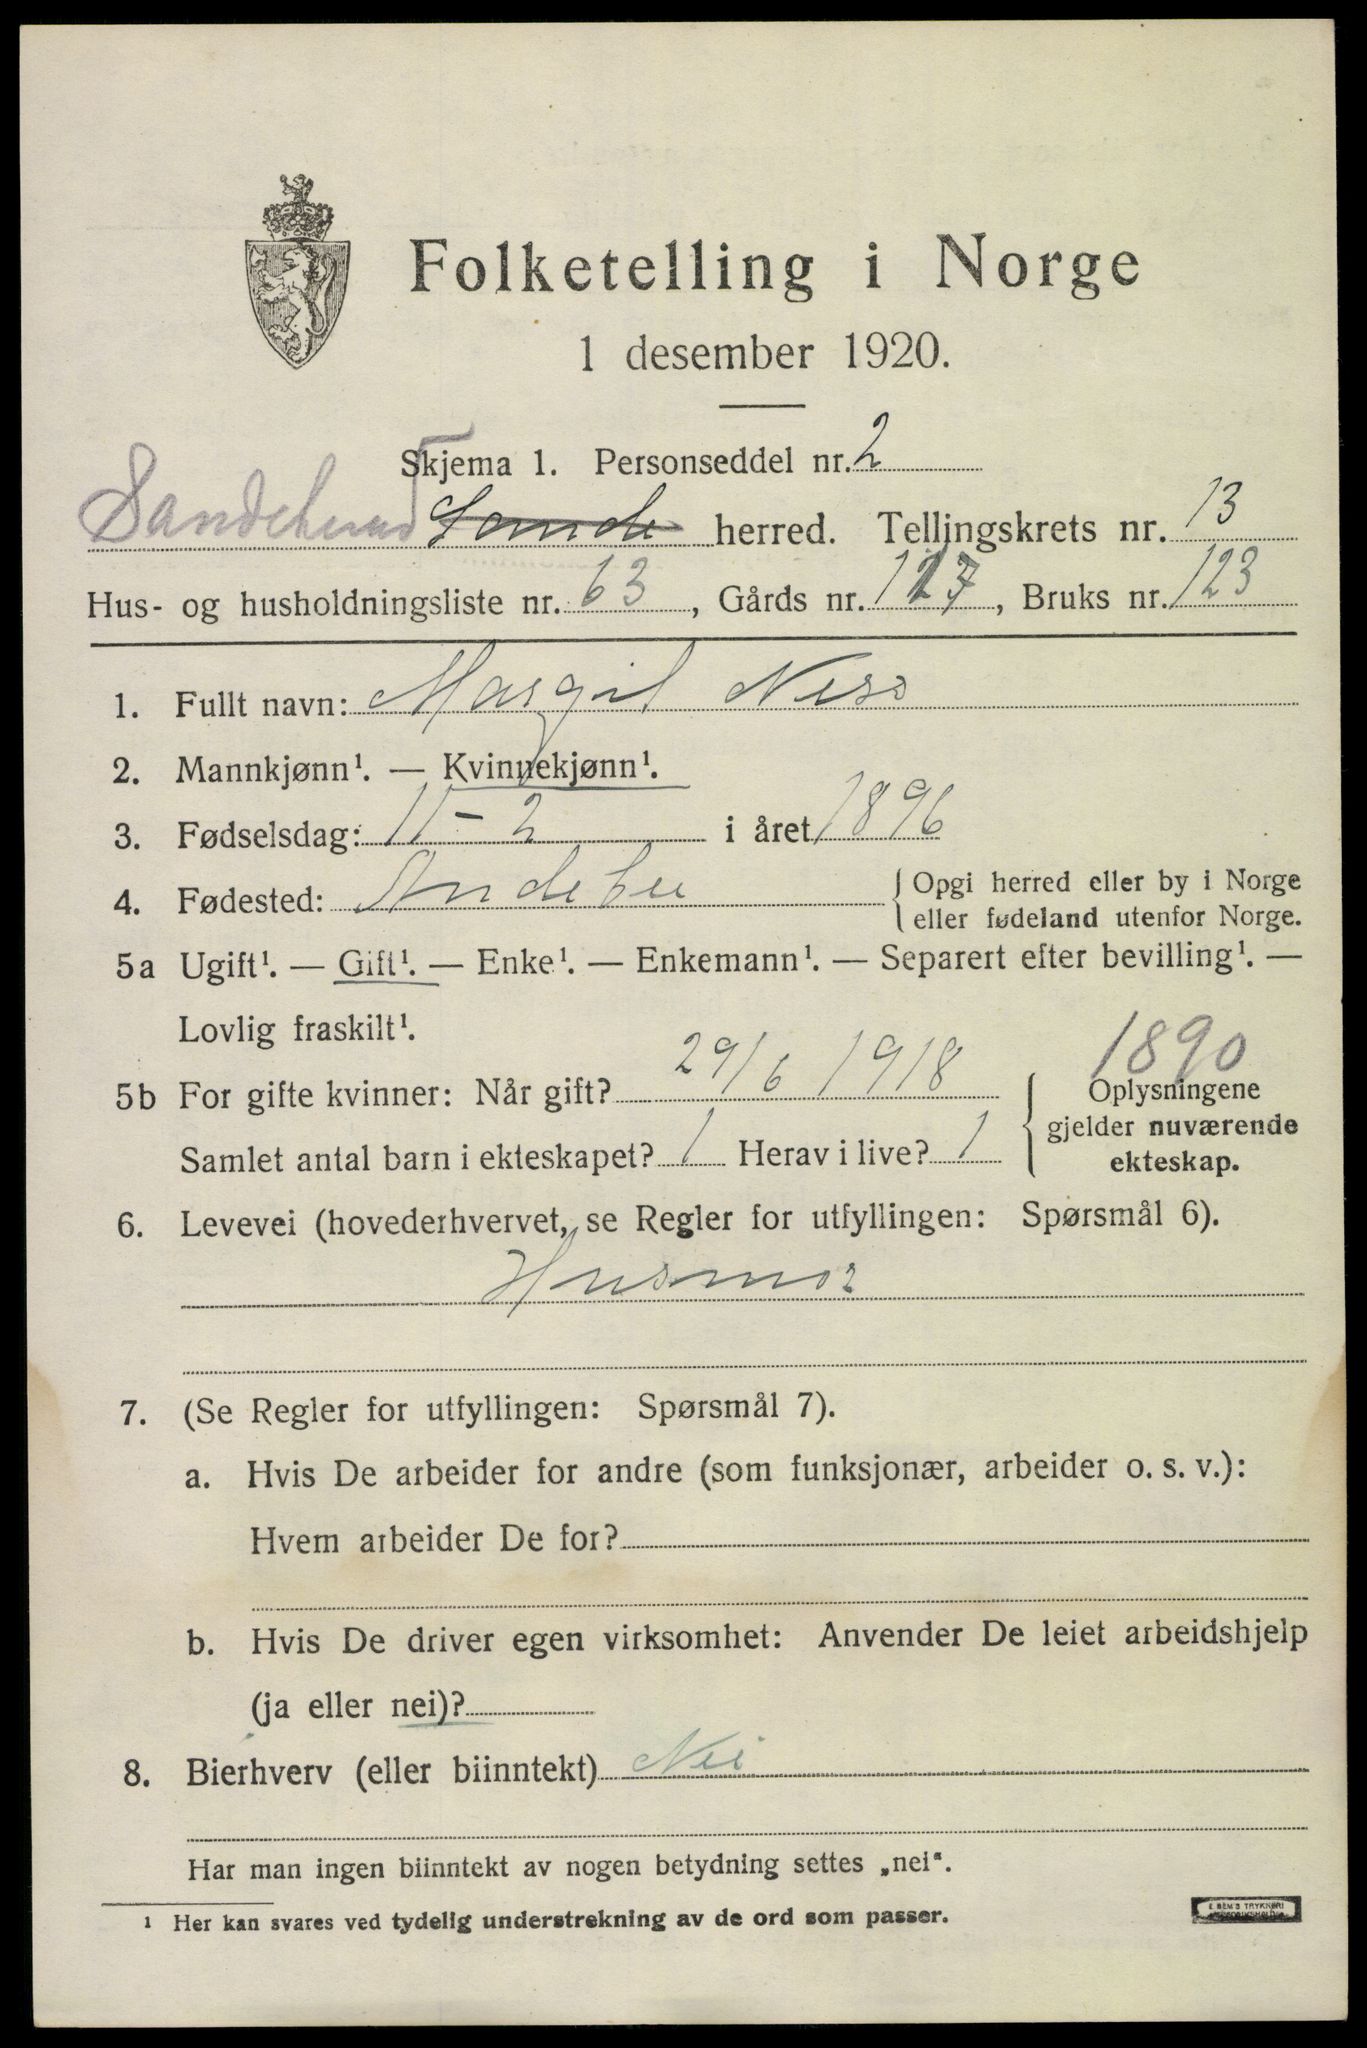 Folketelling i Norge
1 desember 1920.
Skjema 1. Personseddel nr. 2
Sandeherred Sande herred. Tellingskrets nr. 13
Hus- og husholdningsliste nr. 63, Gårds nr. 127, Bruks nr. 123
1. Fullt navn: Margit Ness
2. Mannkjønn¹. — Kvinnekjønn¹.
3. Fødselsdag: 11-2 i året 1896
4. Fødested: Andebu { Opgi herred eller by i Norge
eller fødeland utenfor Norge.
5a Ugift¹. — Gift¹. — Enke¹. — Enkemann¹. — Separert efter bevilling¹. —
Lovlig fraskilt¹.
1890
5b For gifte kvinner: Når gift? 29/6 1918 { Oplysningene
gjelder nuværende
Samlet antal barn i ekteskapet? 1 Herav i live? 1 ekteskap.
6. Levevei (hovederhvervet, se Regler for utfyllingen: Spørsmål 6).
Husmor
7. (Se Regler for utfyllingen: Spørsmål 7).
a. Hvis De arbeider for andre (som funksjonær, arbeider o. s. v.):
Hvem arbeider De for?
b. Hvis De driver egen virksomhet: Anvender De leiet arbeidshjelp
(ja eller nei)?
8. Bierhverv (eller biinntekt) Nei
Har man ingen biinntekt av nogen betydning settes „nei“.
¹ Her kan svares ved tydelig understrekning av de ord som passer.